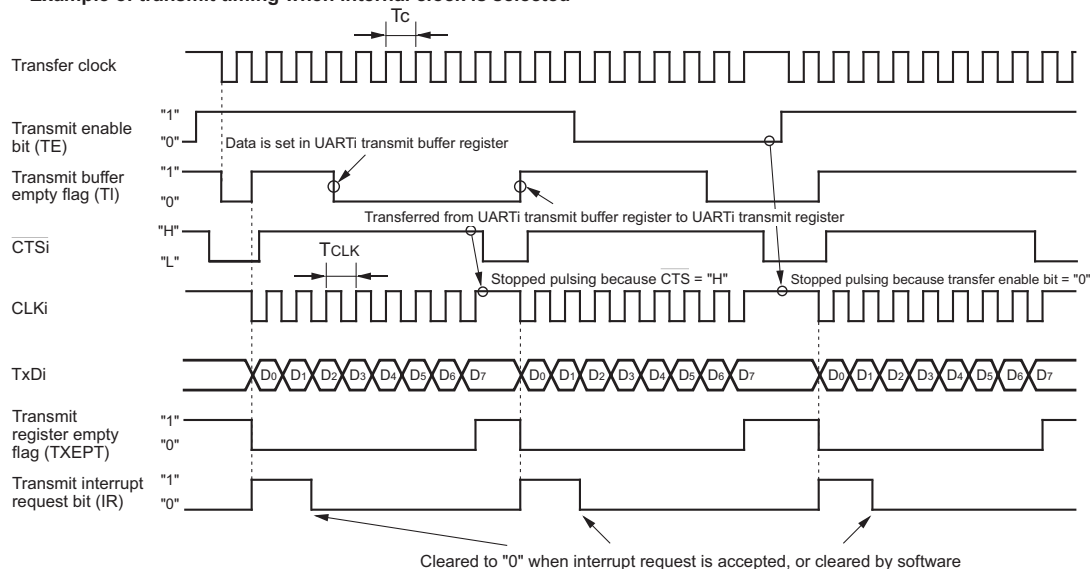 Example of transmit timing when internal clock is selected
Tc
Transfer clock
"1"
Transmit enable
bit (TE)
"0"
Data is set in UARTi transmit buffer register
Transmit buffer
empty flag (TI)
"1"
"0"
Transferred from UARTi transmit buffer register to UARTi transmit register
"H"
CTSi
"L"
TCLK
Stopped pulsing because CTS = "H"
Stopped pulsing because transfer enable bit = "0"
CLKi
TxDi
D0 D1 D2 D3 D4 D5 D6 D7 D0 D1 D2 D3 D4 D5 D6 D7 D0 D1 D2 D3 D4 D5 D6 D7
Transmit
register empty
flag (TXEPT)
"1"
"0"
Transmit interrupt
request bit (IR)
"1"
"0"
Cleared to "0" when interrupt request is accepted, or cleared by software